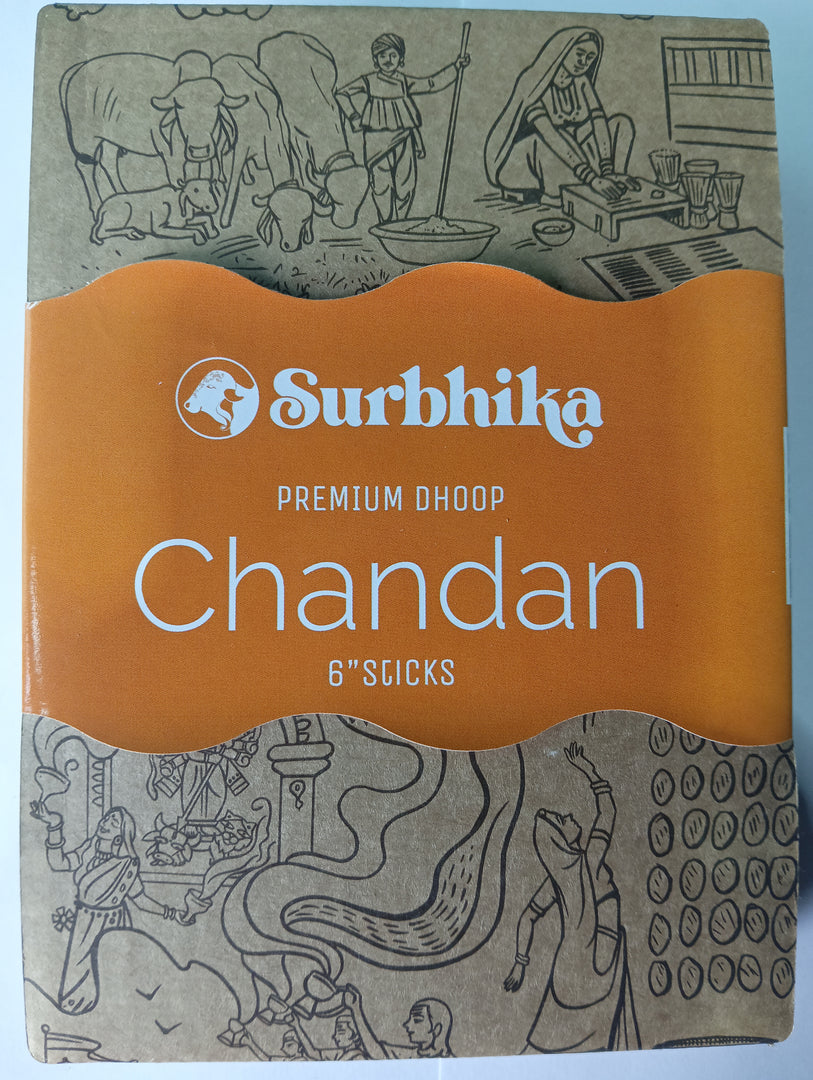 Surbhika
PREMIUM DHOOP
Chandan
6" STICKS